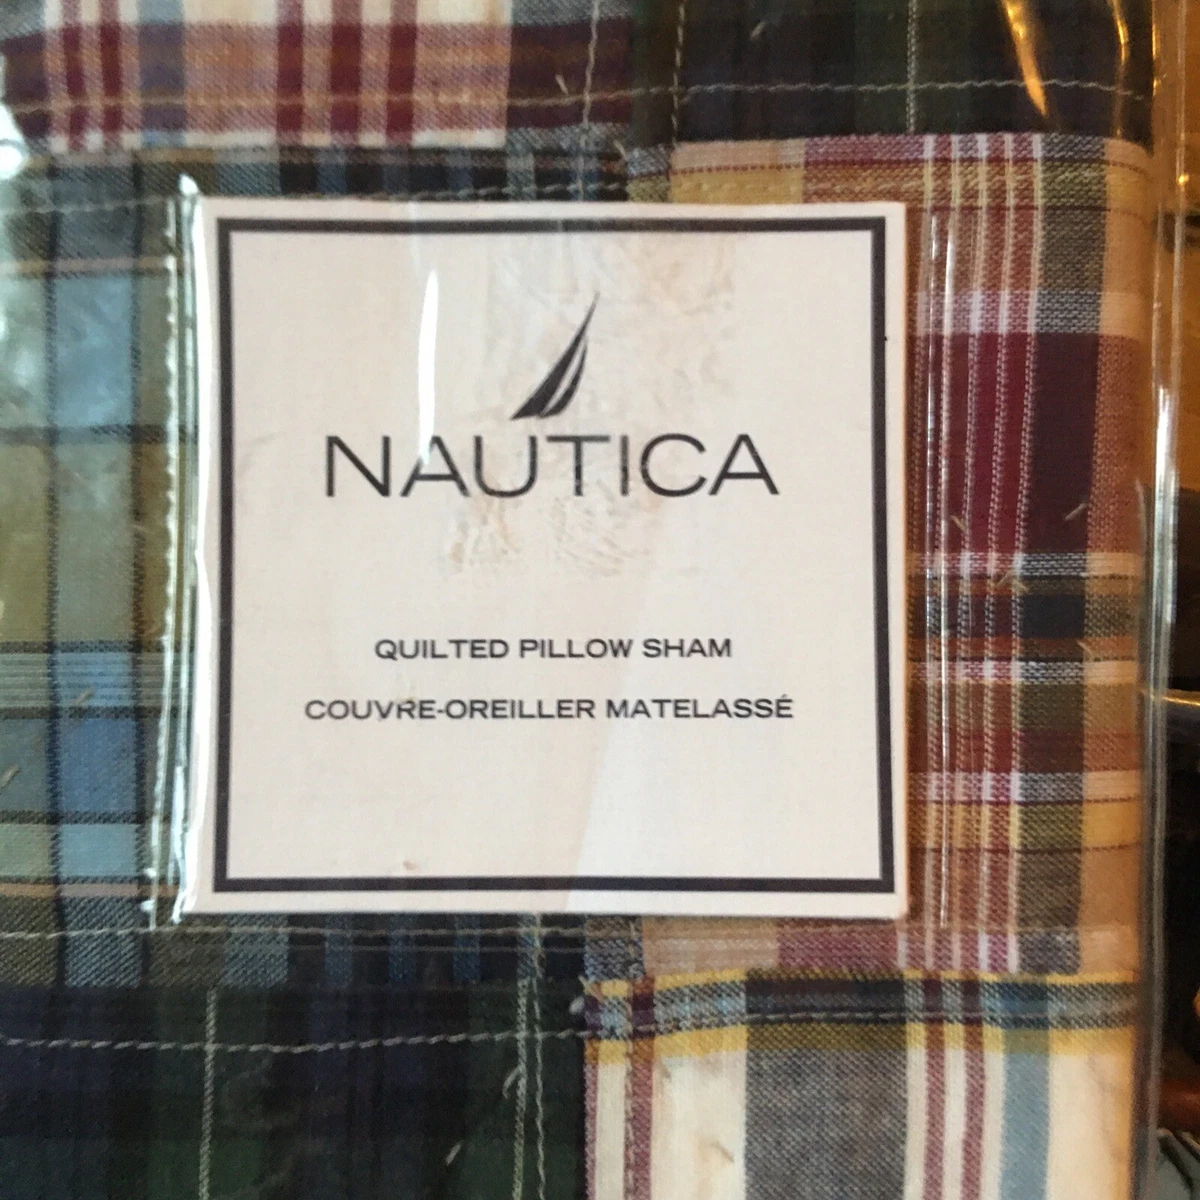 NAUTICA
QUILTED PILLOW SHAM
COUVRE-OREILLER MATELASSÉ